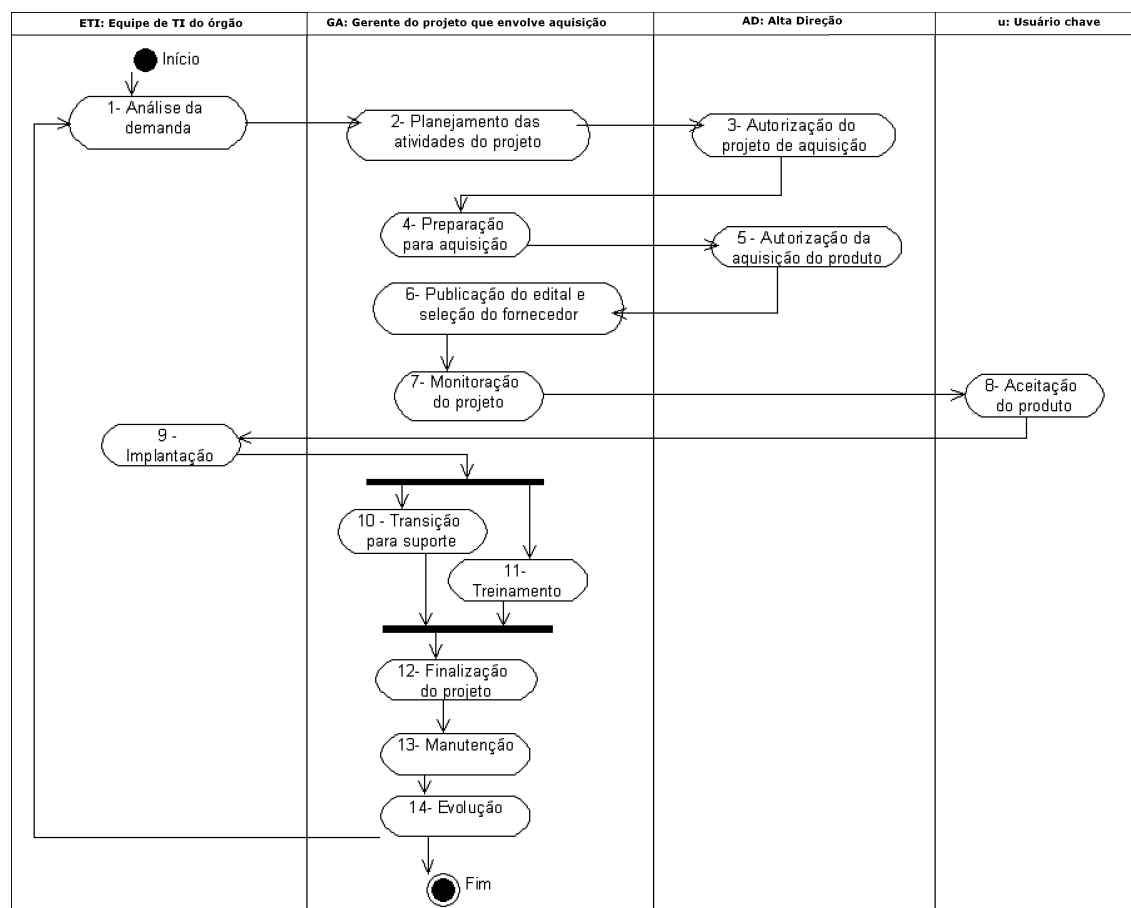 ETI: Equipe de TI do órgão
GA: Gerente do projeto que envolve aquisição
AD: Alta Direção
u: Usuário chave
Início
1- Análise da
demanda
2- Planejamento das
atividades do projeto
3- Autorização do
projeto de aquisição
4- Preparação
para aquisição
5 - Autorização da
aquisição do produto
6- Publicação do edital e
seleção do fornecedor
7- Monitoração
do projeto
8- Aceitação
do produto
9 -
Implantação
10 - Transição
para suporte
11-
Treinamento
12- Finalização
do projeto
13- Manutenção
14- Evolução
Fim